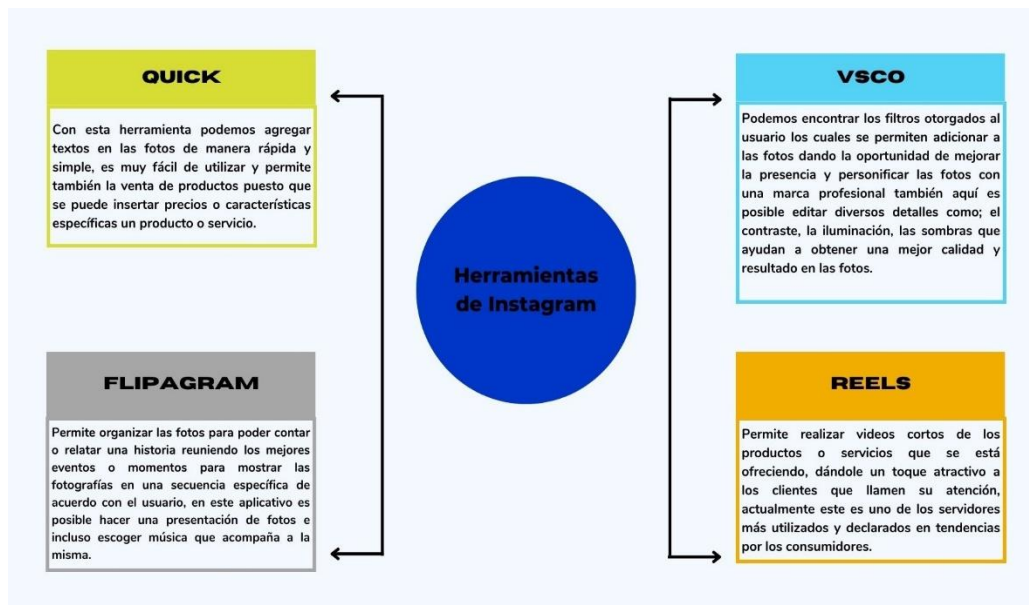 QUICK
Con esta herramienta podemos agregar
textos en las fotos de manera rápida y
simple, es muy fácil de utilizar y permite
también la venta de productos puesto que
se puede insertar precios o características
específicas un producto o servicio.
VSCO
Podemos encontrar los filtros otorgados al
usuario los cuales se permiten adicionar a
las fotos dando la oportunidad de mejorar
la presencia y personificar las fotos con
una marca profesional también aquí es
posible editar diversos detalles como; el
contraste, la iluminación, las sombras que
ayudan a obtener una mejor calidad y
resultado en las fotos.
Herramientas
de Instagram
FLIPAGRAM
Permite organizar las fotos para poder contar
o relatar una historia reuniendo los mejores
eventos o momentos para mostrar las
fotografías en una secuencia específica de
acuerdo con el usuario, en este aplicativo es
posible hacer una presentación de fotos e
incluso escoger música que acompaña a la
misma.
REELS
Permite realizar videos cortos de los
productos o servicios que se está
ofreciendo, dándole un toque atractivo a
los clientes que llamen su atención,
actualmente este es uno de los servidores
más utilizados y declarados en tendencias
por los consumidores.